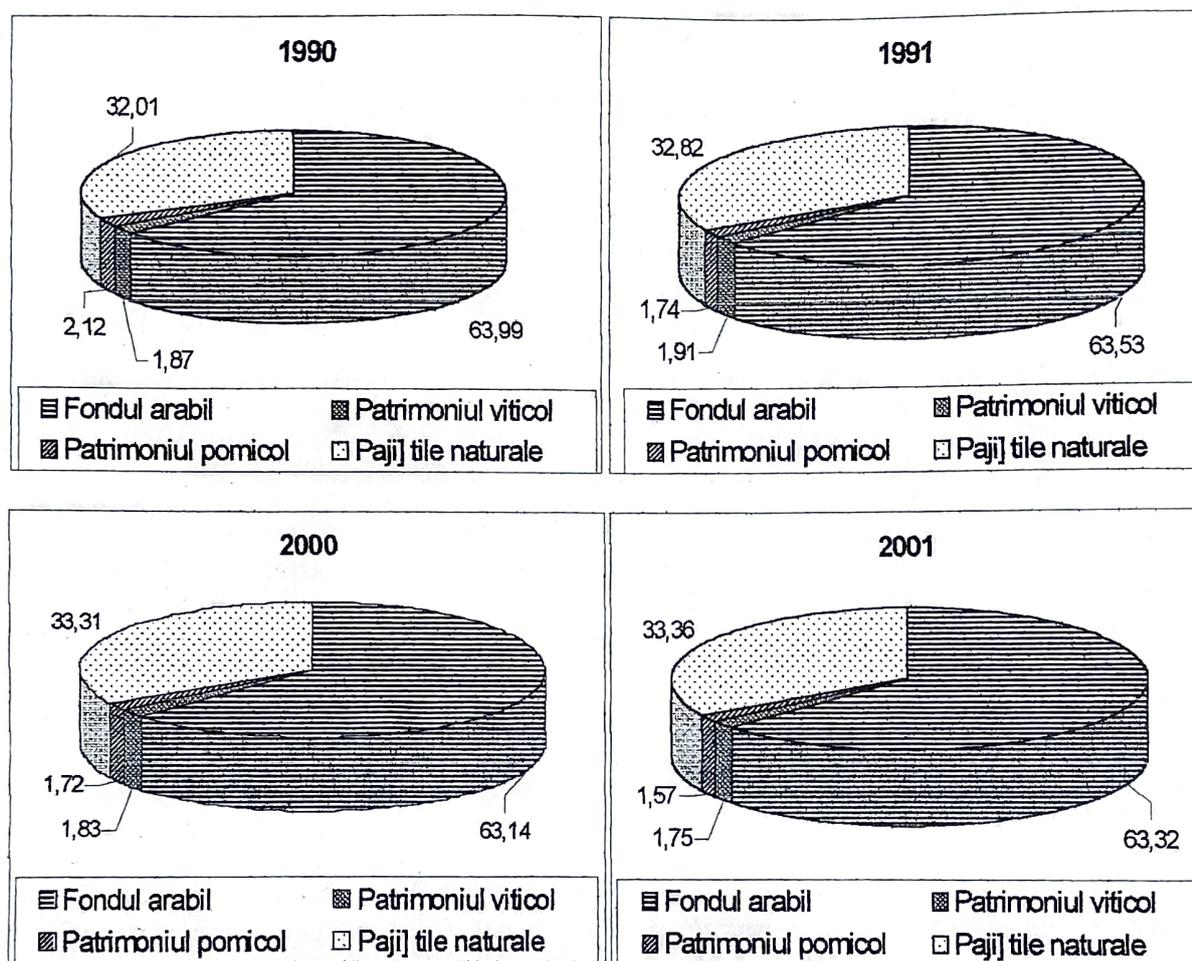 1990
32,01
2,12
1,87
63,99
Fondul arabil Patrimoniul viticol
Patrimoniul pomicol Paji] tile naturale
1991
32,82
1,74
1,91
63,53
Fondul arabil Patrimoniul viticol
Patrimoniul pomicol Paji] tile naturale
2000
33,31
1,72
1,83
63,14
Fondul arabil Patrimoniul viticol
Patrimoniul pomicol Paji] tile naturale
2001
33,36
1,57
1,75
63,32
Fondul arabil Patrimoniul viticol
Patrimoniul pomicol Paji] tile naturale